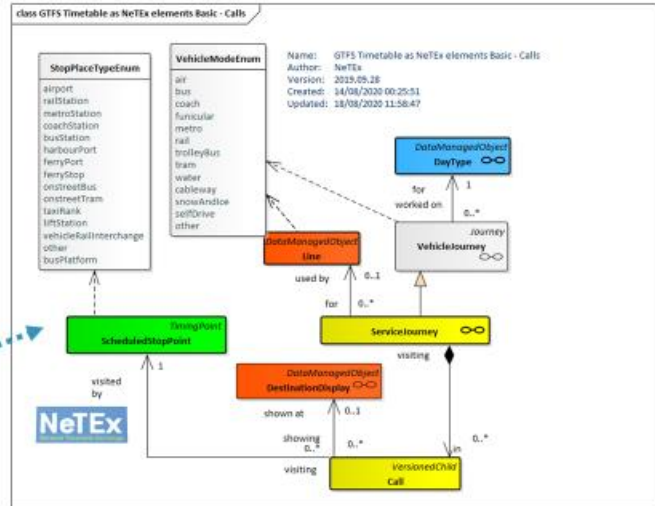 class GTFS Timetable as NeTEx elements Basic - Calls
Name: GTFS Timetable as NeTEx elements Basic - Calls
Author: NeTEx
Version: 2019.09.28
Created: 14/08/2020 00:25:51
Updated: 18/08/2020 11:58:47
StopPlaceTypeEnum
airport
railStation
metroStation
coachStation
busStation
harbourPort
ferryPort
ferryStop
onstreetBus
onstreetTram
taxiRank
liftStation
vehicleRailInterchange
other
busPlatform
VehicleModeEnum
air
bus
coach
funicular
metro
rail
trolleyBus
tram
water
cableway
snowAndIce
selfDrive
other
DataManagedObject
DayType
for
1
worked on
0..*
Journey
VehicleJourney
DataManagedObject
Line
used by
0..1
for
0..*
TimingPoint
ScheduledStopPoint
ServiceJourney
visiting
1
visited
by
DataManagedObject
DestinationDisplay
shown at
0..1
NeTEx
showing
0..*
0..*
in
0..*
visiting
VersionedChild
Call